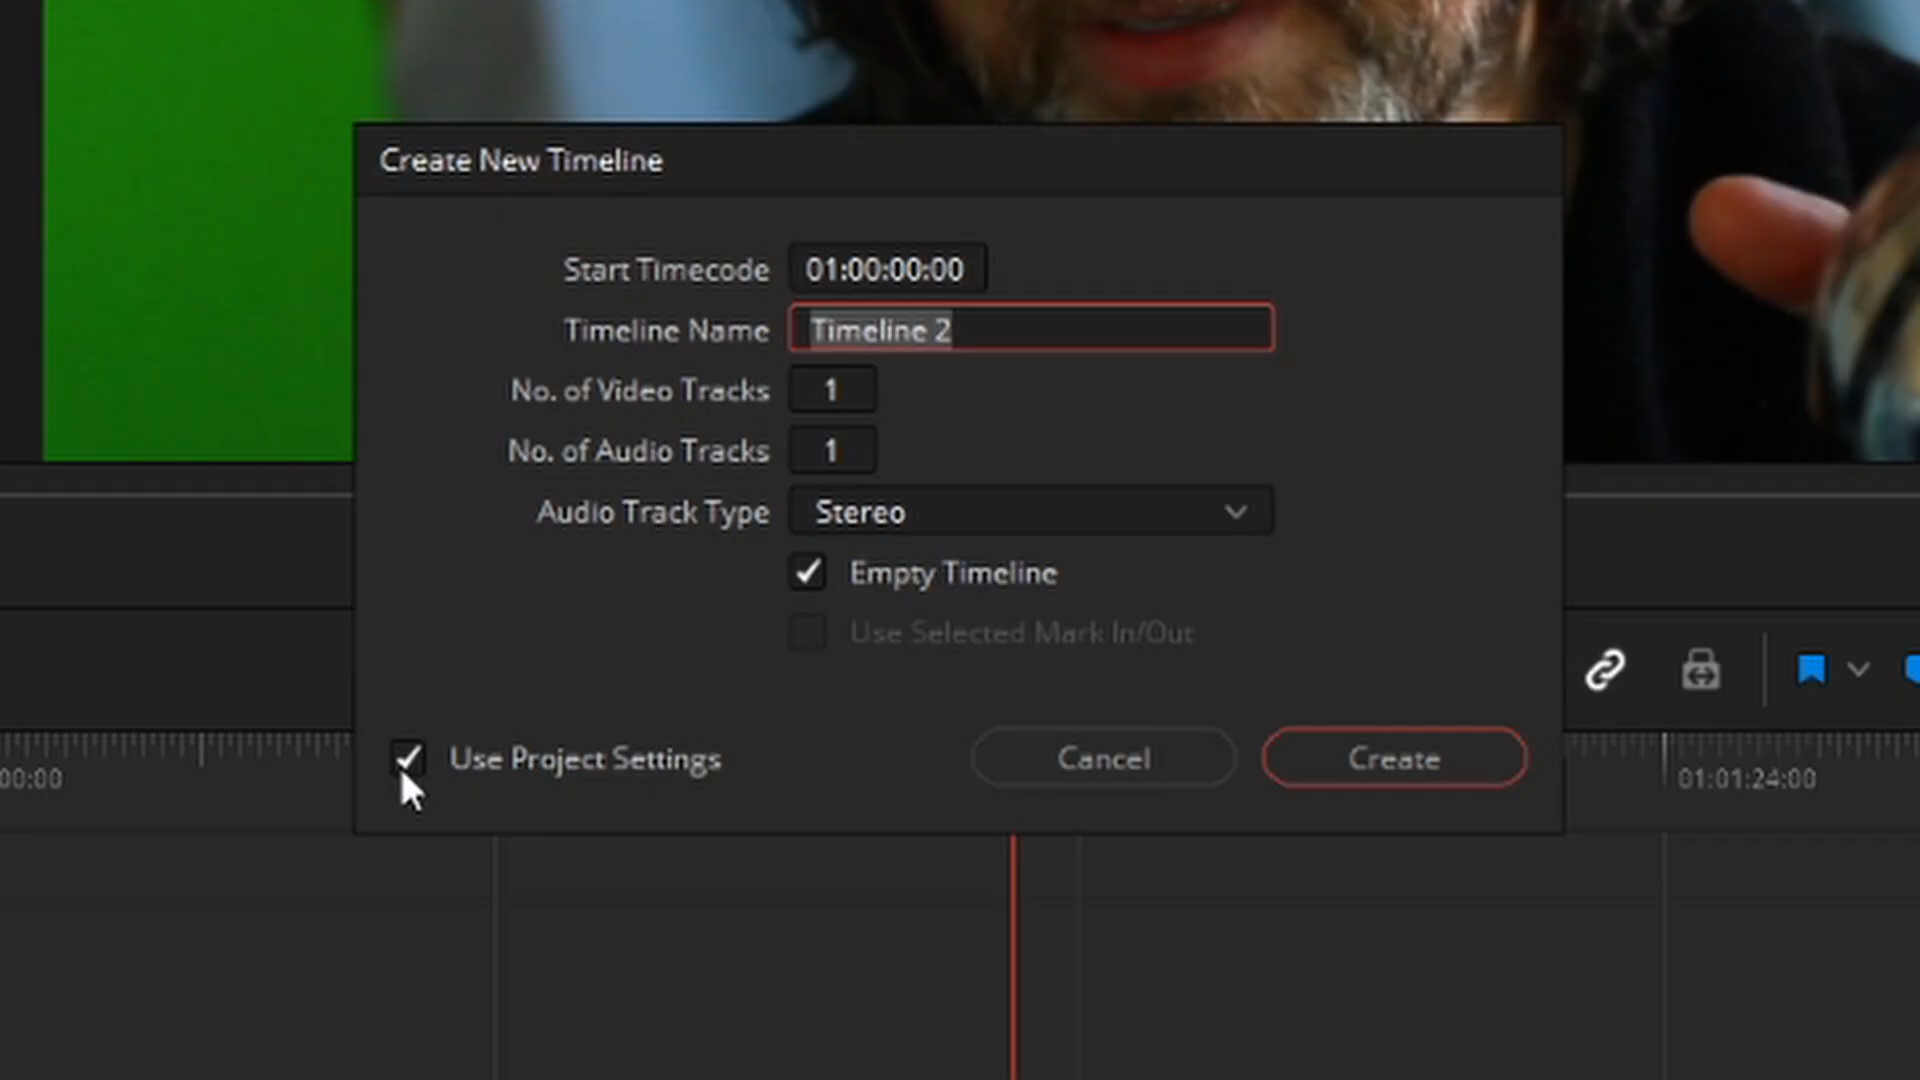 Create New Timeline
Start Timecode 01:00:00:00
Timeline Name Timeline 2
No. of Video Tracks 1
No. of Audio Tracks 1
Audio Track Type Stereo
Empty Timeline
Use Selected Mark In/Out
Use Project Settings Cancel Create
00:00 01:01:24:00